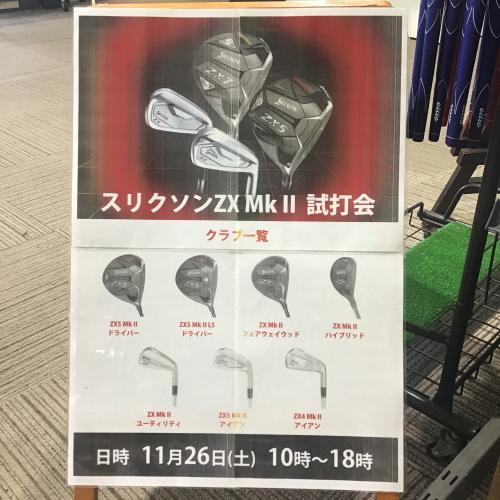 ZX7
SRIXON
ZX5
スリクソンZX Mk II 試打会
クラブ一覧
ZX5 Mk II
ドライバー
ZX5 Mk II LS
ドライバー
ZX Mk II
フェアウェイウッド
ZX Mk II
ハイブリッド
ZX Mk II
ユーティリティ
ZX5 Mk II
アイアン
ZX4 Mk II
アイアン
日時 11月26日(土) 10時～18時
elite